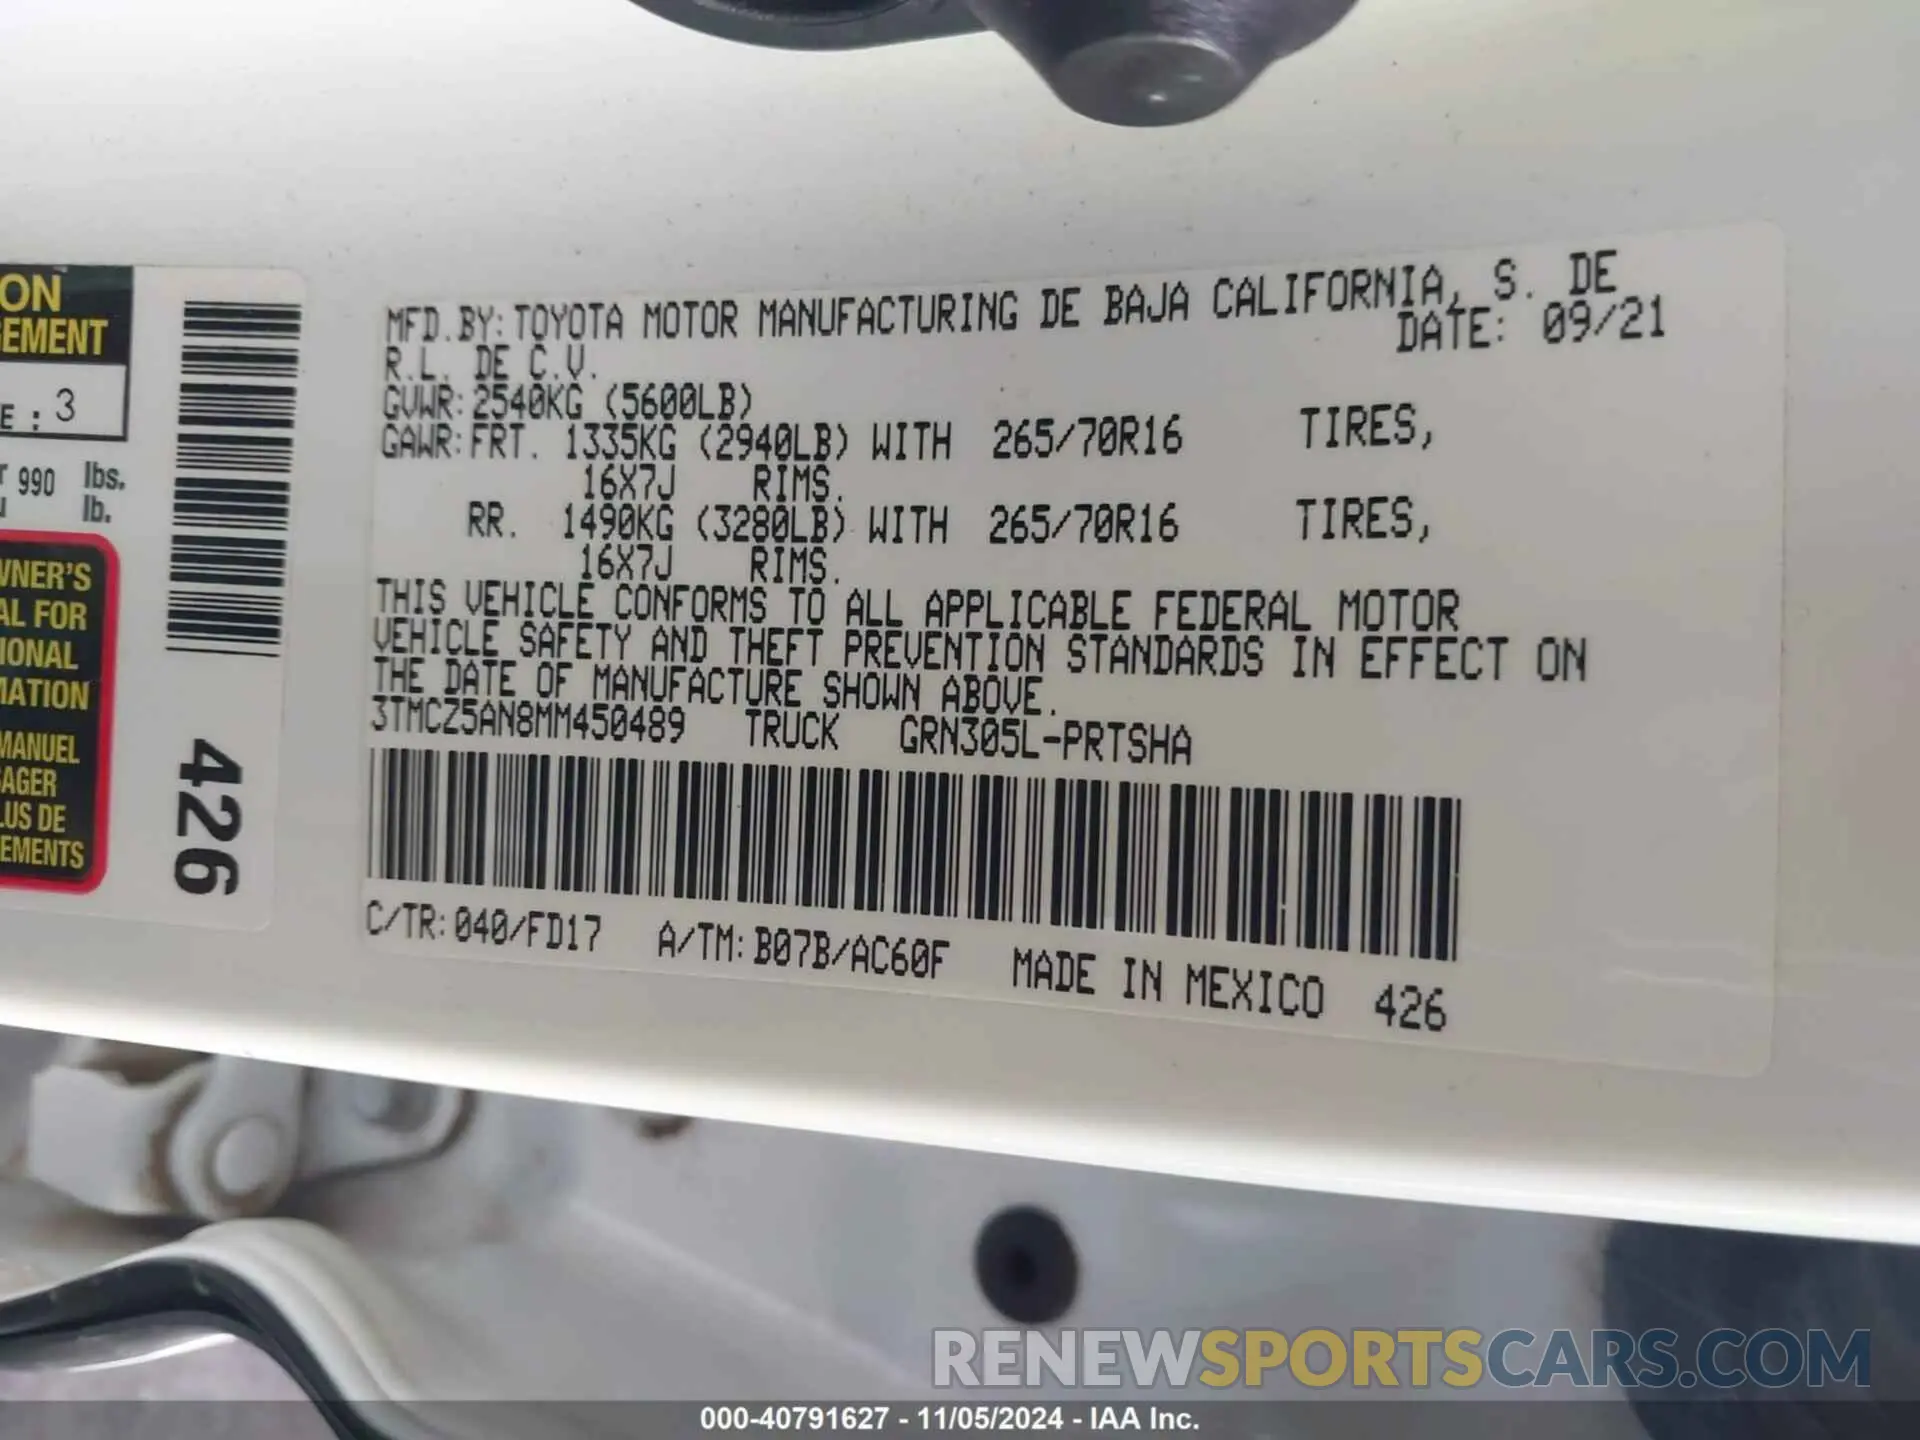 ON
GEMENT
E : 3
r 990 lbs.
u lb.
WNER'S
AL FOR
IONAL
MATION
MANUEL
SAGER
LUS DE
EMENTS
426
MFD.BY:TOYOTA MOTOR MANUFACTURING DE BAJA CALIFORNIA, S. DE
R.L. DE C.V. DATE: 09/21
GVWR:2540KG (5600LB)
GAWR:FRT. 1335KG (2940LB) WITH 265/70R16 TIRES,
16X7J RIMS.
RR. 1490KG (3280LB) WITH 265/70R16 TIRES,
16X7J RIMS.
THIS VEHICLE CONFORMS TO ALL APPLICABLE FEDERAL MOTOR
VEHICLE SAFETY AND THEFT PREVENTION STANDARDS IN EFFECT ON
THE DATE OF MANUFACTURE SHOWN ABOVE.
3TMCZ5AN8MM450489 TRUCK GRN305L-PRTSHA
C/TR:040/FD17 A/TM:B07B/AC60F MADE IN MEXICO 426
RENEWSPORTSCARS.COM
000-40791627 - 11/05/2024 - IAA Inc.